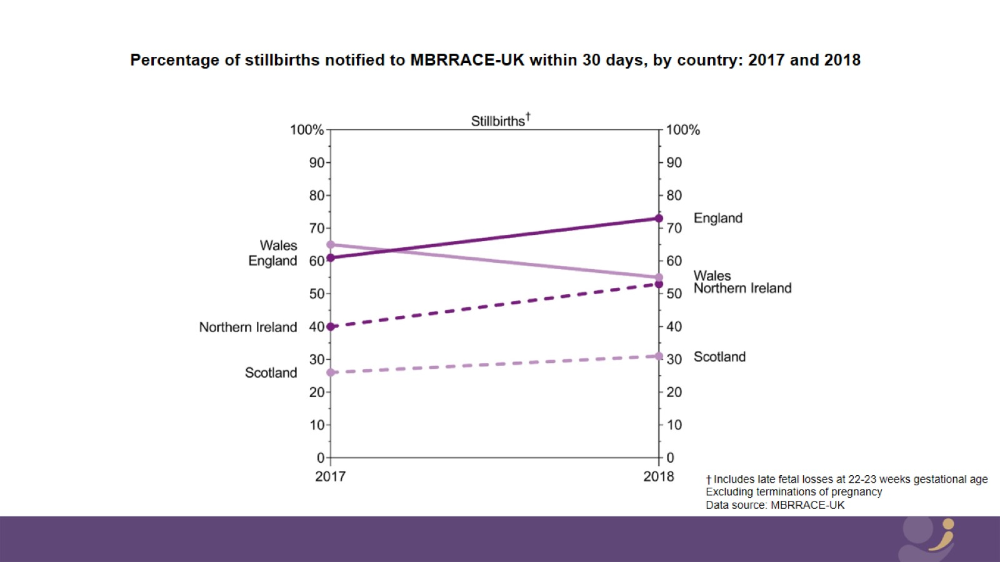 Percentage of stillbirths notified to MBRRACE-UK within 30 days, by country: 2017 and 2018
Stillbirths†
100% 100%
90 90
80 80
England
70 70
Wales
England 60 60
Wales
Northern Ireland
50 50
Northern Ireland 40 40
30 30 Scotland
Scotland
20 20
10 10
0 0
2017 2018
† Includes late fetal losses at 22-23 weeks gestational age
Excluding terminations of pregnancy
Data source: MBRRACE-UK